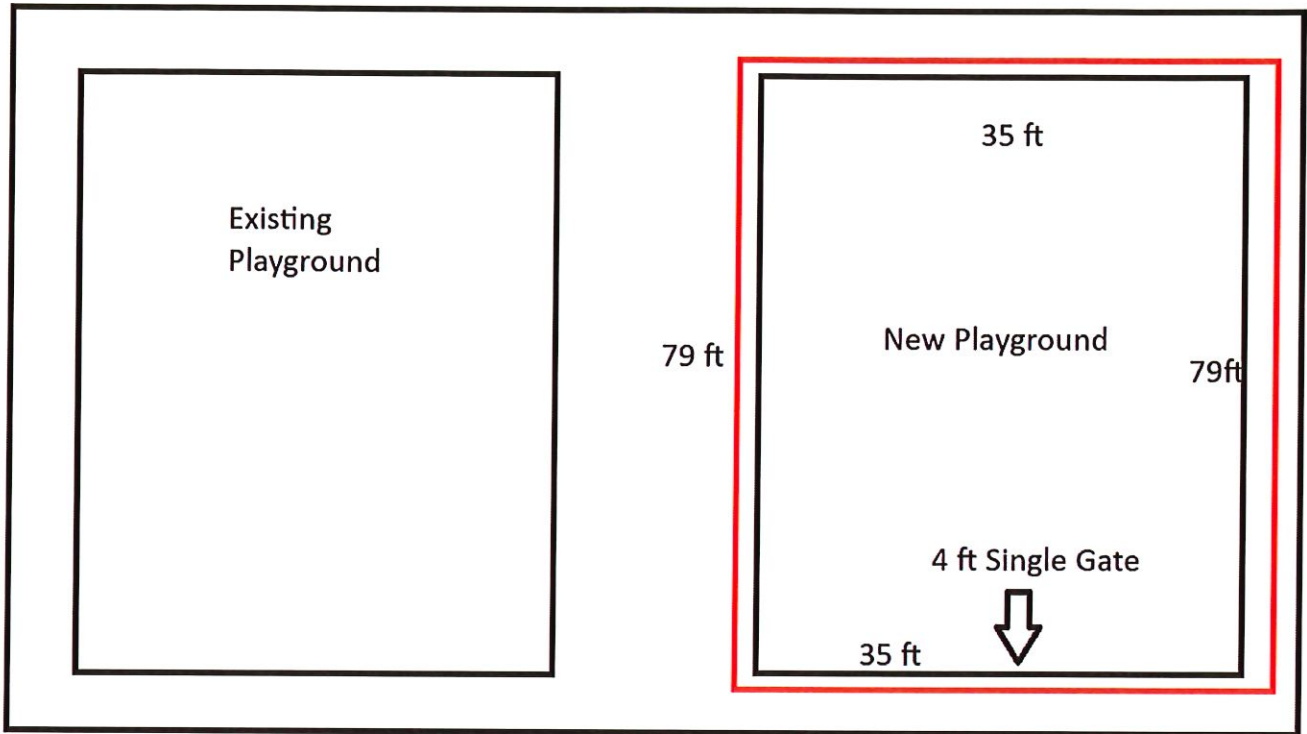 35 ft
Existing
Playground
New Playground
79 ft
79ft
4 ft Single Gate
35 ft